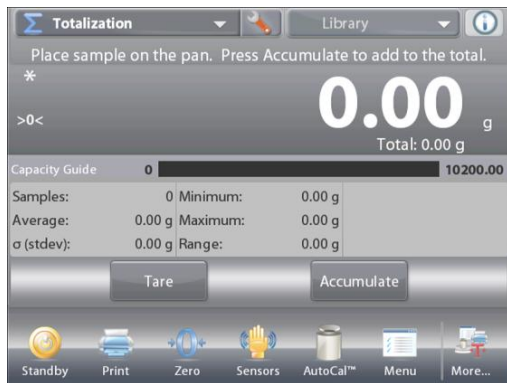 Totalization Library
Place sample on the pan. Press Accumulate to add to the total.
*
>0< 0.00 g
Total: 0.00 g
Capacity Guide 0 10200.00
Samples: 0 Minimum: 0.00 g
Average: 0.00 g Maximum: 0.00 g
σ (stdev): 0.00 g Range: 0.00 g
Tare Accumulate
Standby Print Zero Sensors AutoCal™ Menu More...